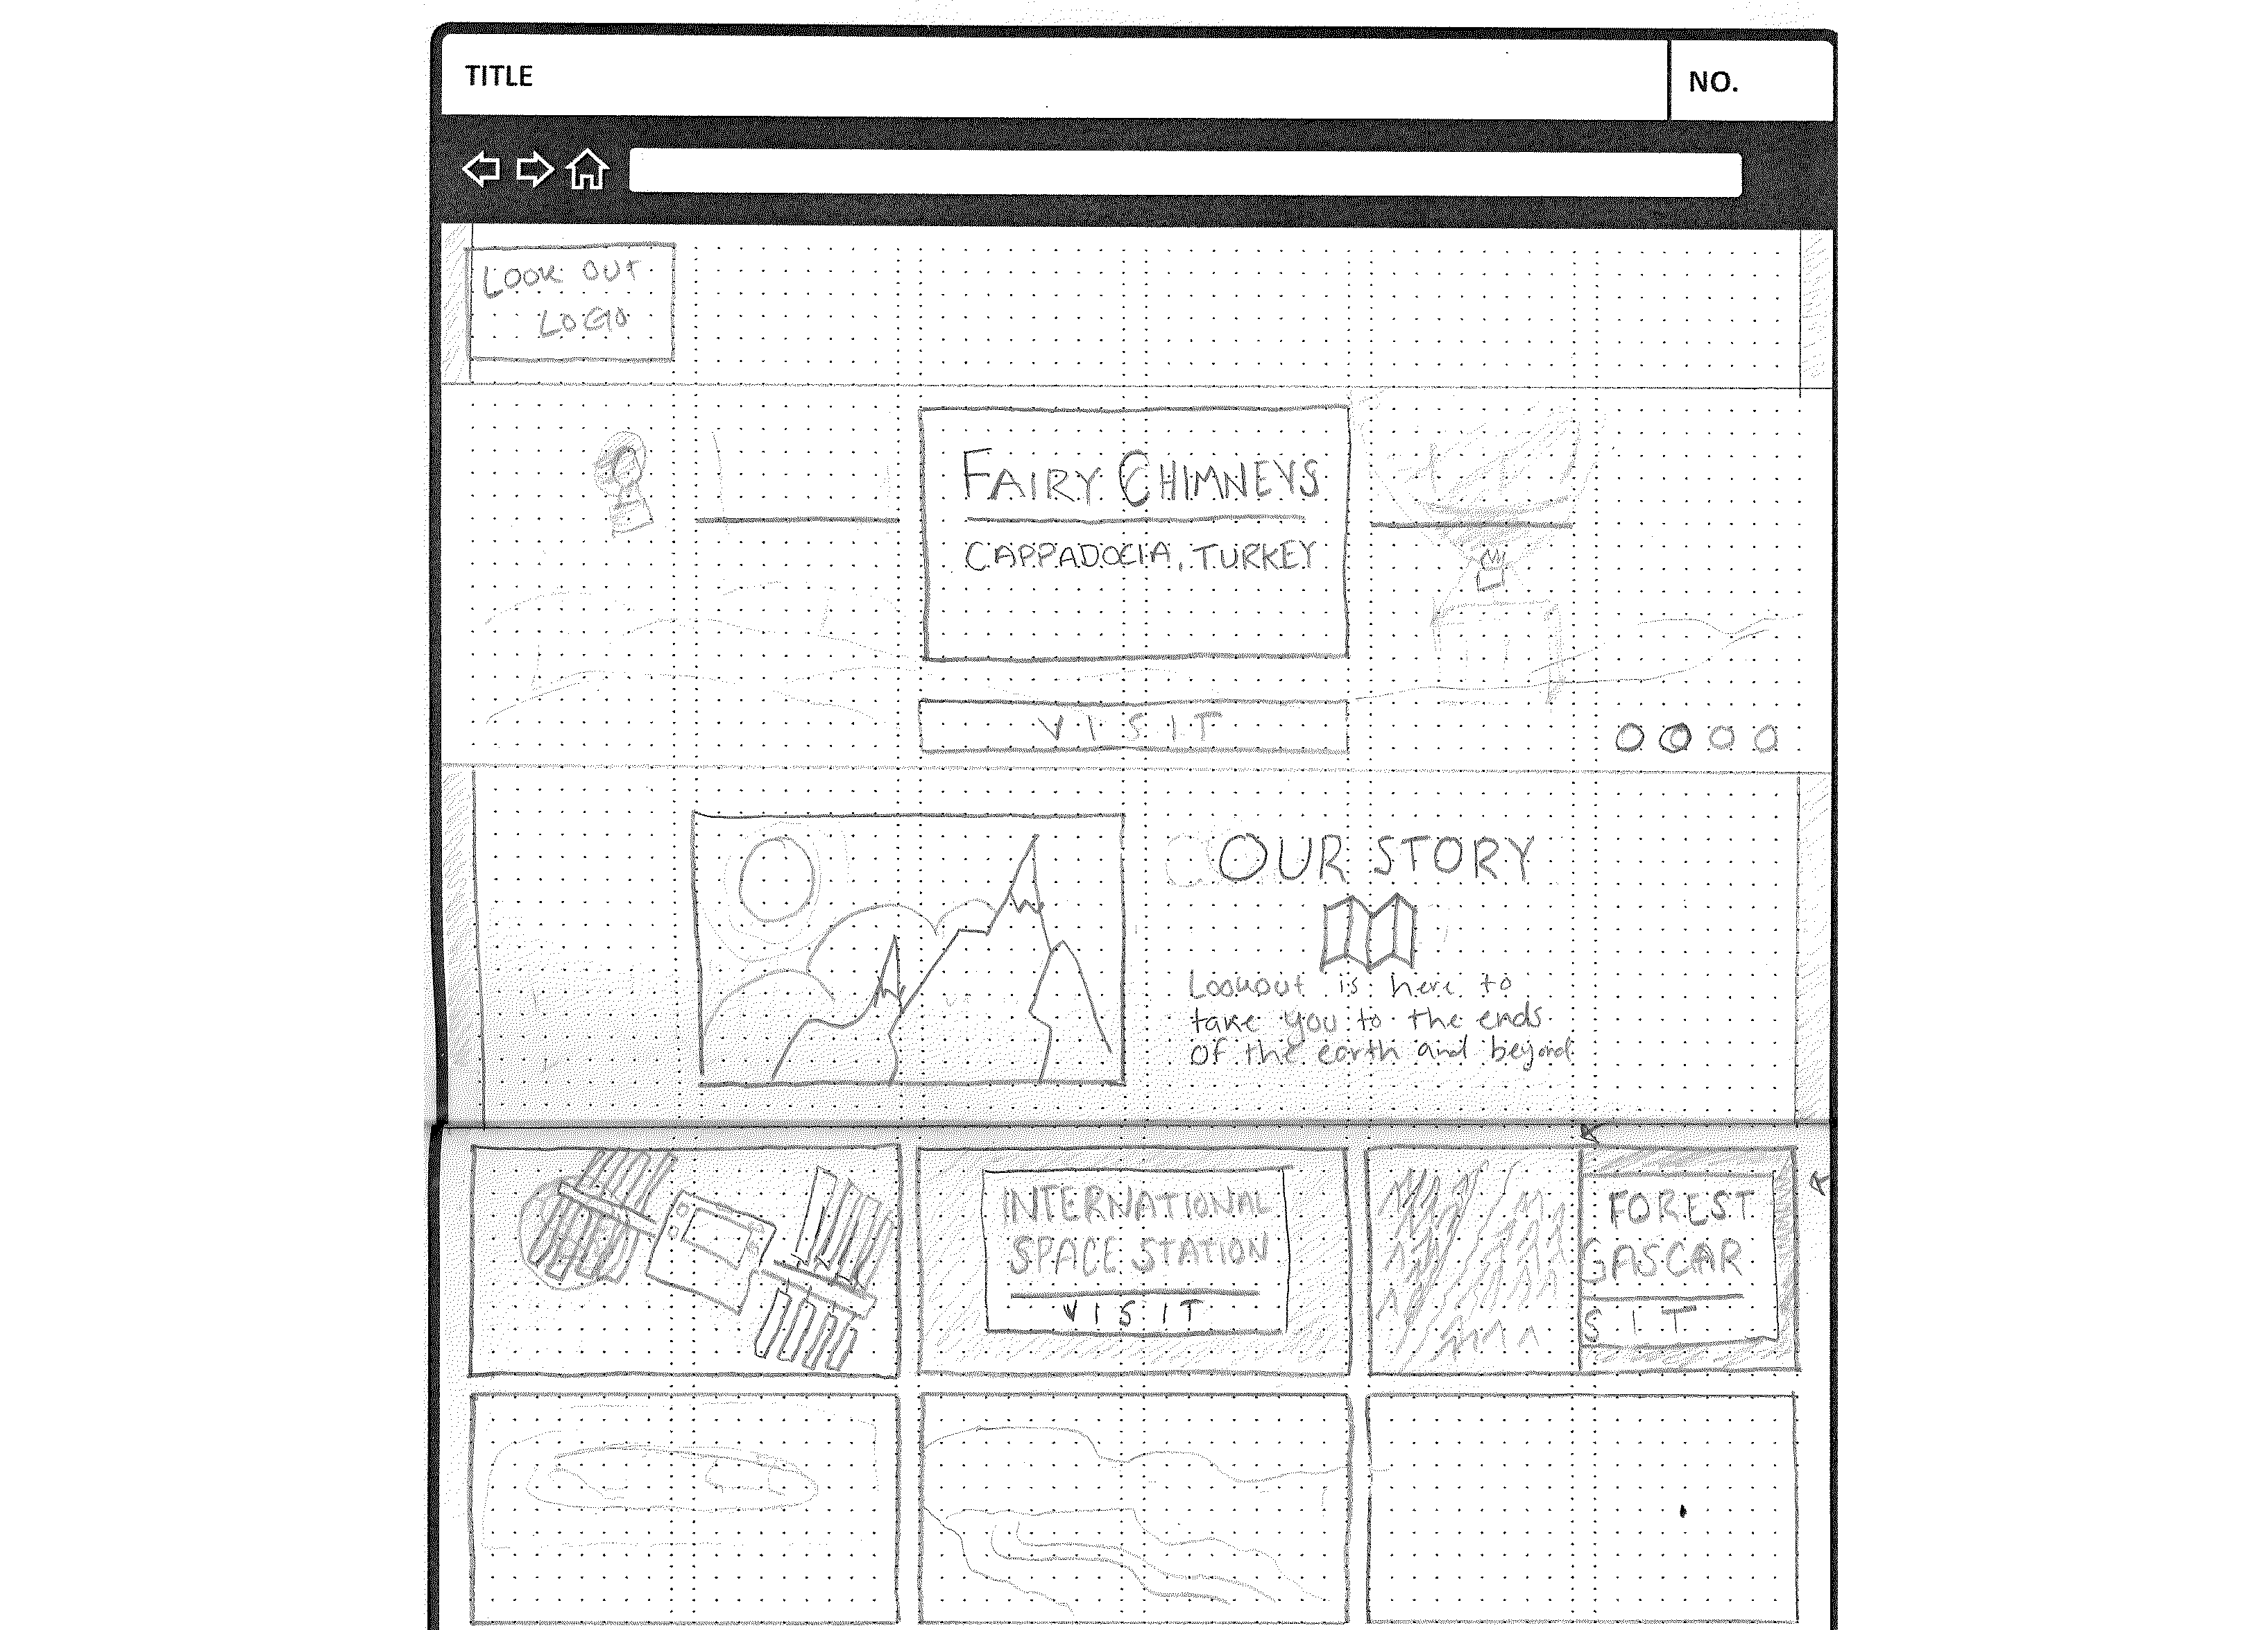 TITLE
NO.
LOOK OUT
LOGO
FAIRY CHIMNEYS
CAPPADOCIA, TURKEY
VISIT
OUR STORY
Lookout is here to
take you to the ends
of the earth and beyond
INTERNATIONAL
SPACE STATION
VISIT
FOREST
GASCAR
SIT